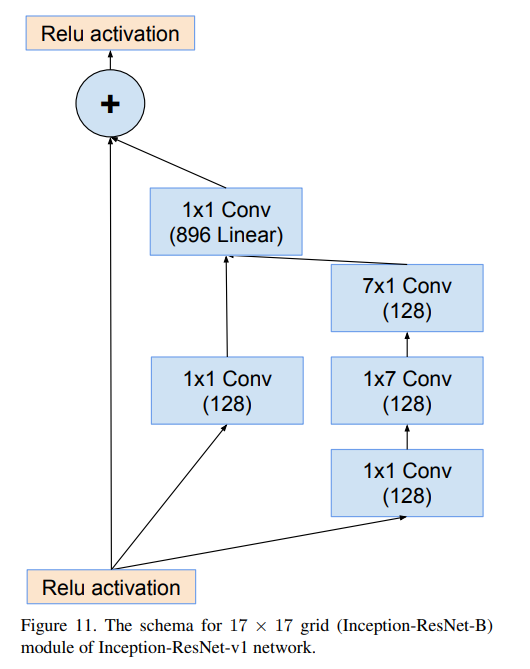 Relu activation
+
1x1 Conv
(896 Linear)
7x1 Conv
(128)
1x1 Conv
(128)
1x7 Conv
(128)
1x1 Conv
(128)
Relu activation
Figure 11. The schema for 17 × 17 grid (Inception-ResNet-B)
module of Inception-ResNet-v1 network.